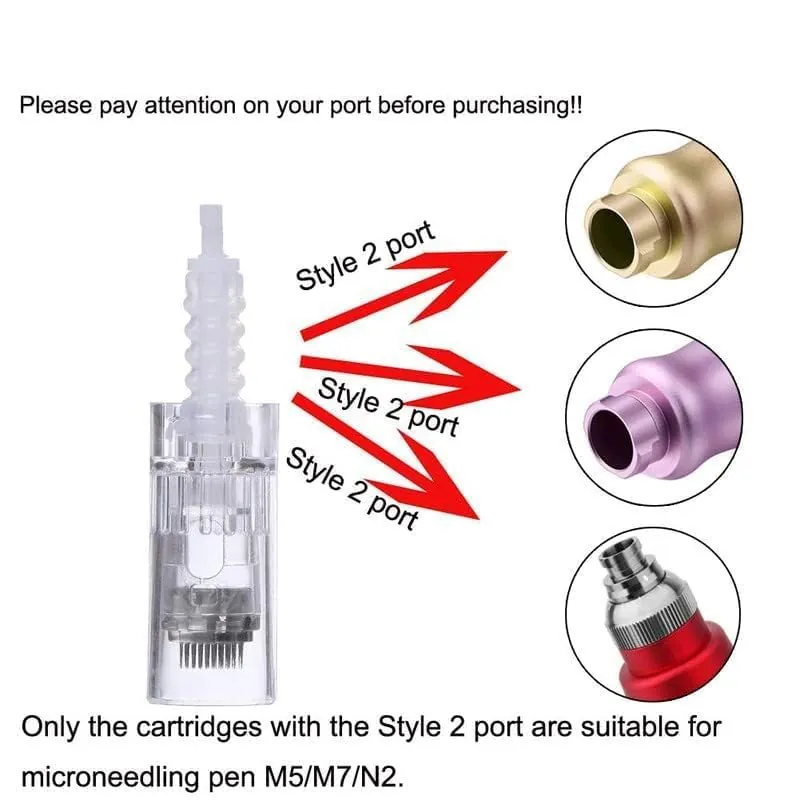 Please pay attention on your port before purchasing!!
Style 2 port
Style 2 port
Style 2 port
Only the cartridges with the Style 2 port are suitable for
microneedling pen M5/M7/N2.